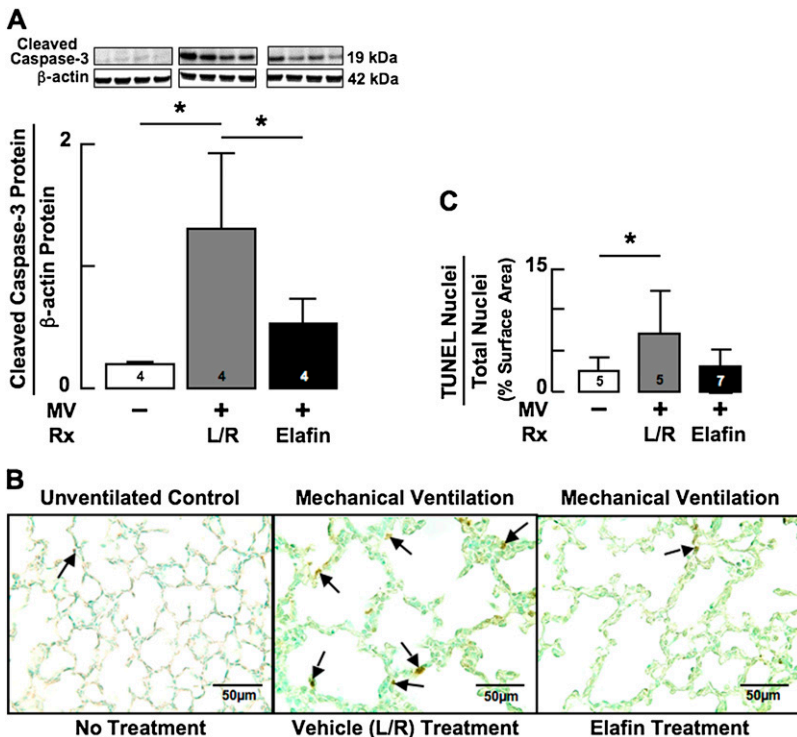 A
Cleaved
Caspase-3
19 kDa
β-actin
42 kDa
Cleaved Caspase-3 Protein
β-actin Protein
2
0
*
*
4
4
4
MV
–
+
+
Rx
L/R
Elafin
C
TUNEL Nuclei
Total Nuclei
(% Surface Area)
15
0
*
5
5
7
MV
–
+
+
Rx
L/R
Elafin
B
Unventilated Control
Mechanical Ventilation
Mechanical Ventilation
50μm
50μm
50μm
No Treatment
Vehicle (L/R) Treatment
Elafin Treatment